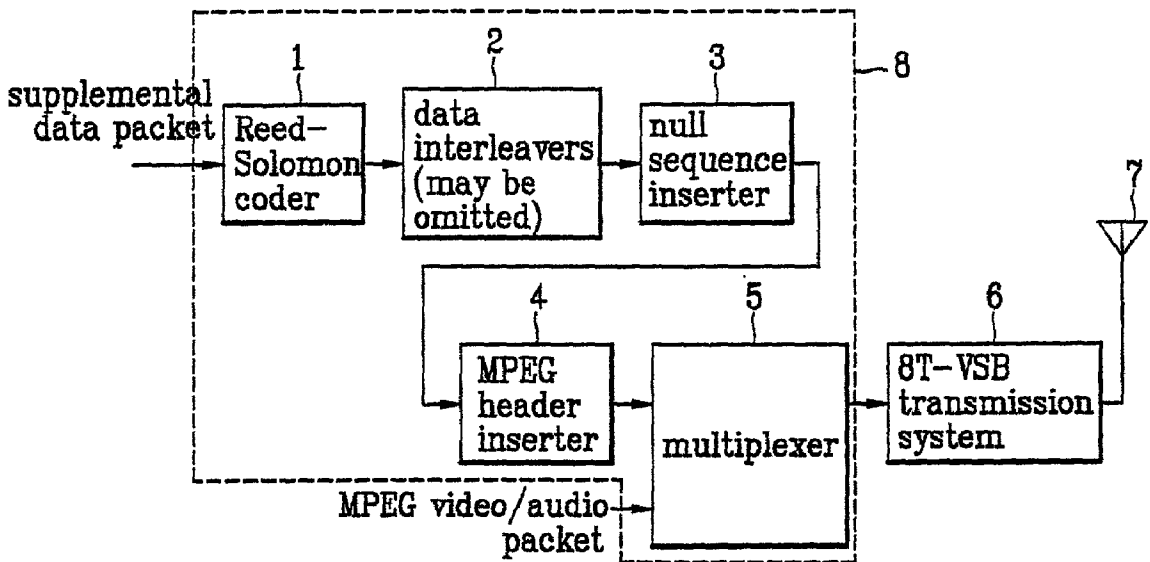 1
2
3
8
supplemental
data packet
Reed-
Solomon
coder
data
interleavers
(may be
omitted)
null
sequence
inserter
7
4
5
6
MPEG
header
inserter
multiplexer
8T-VSB
transmission
system
MPEG video/audio
packet